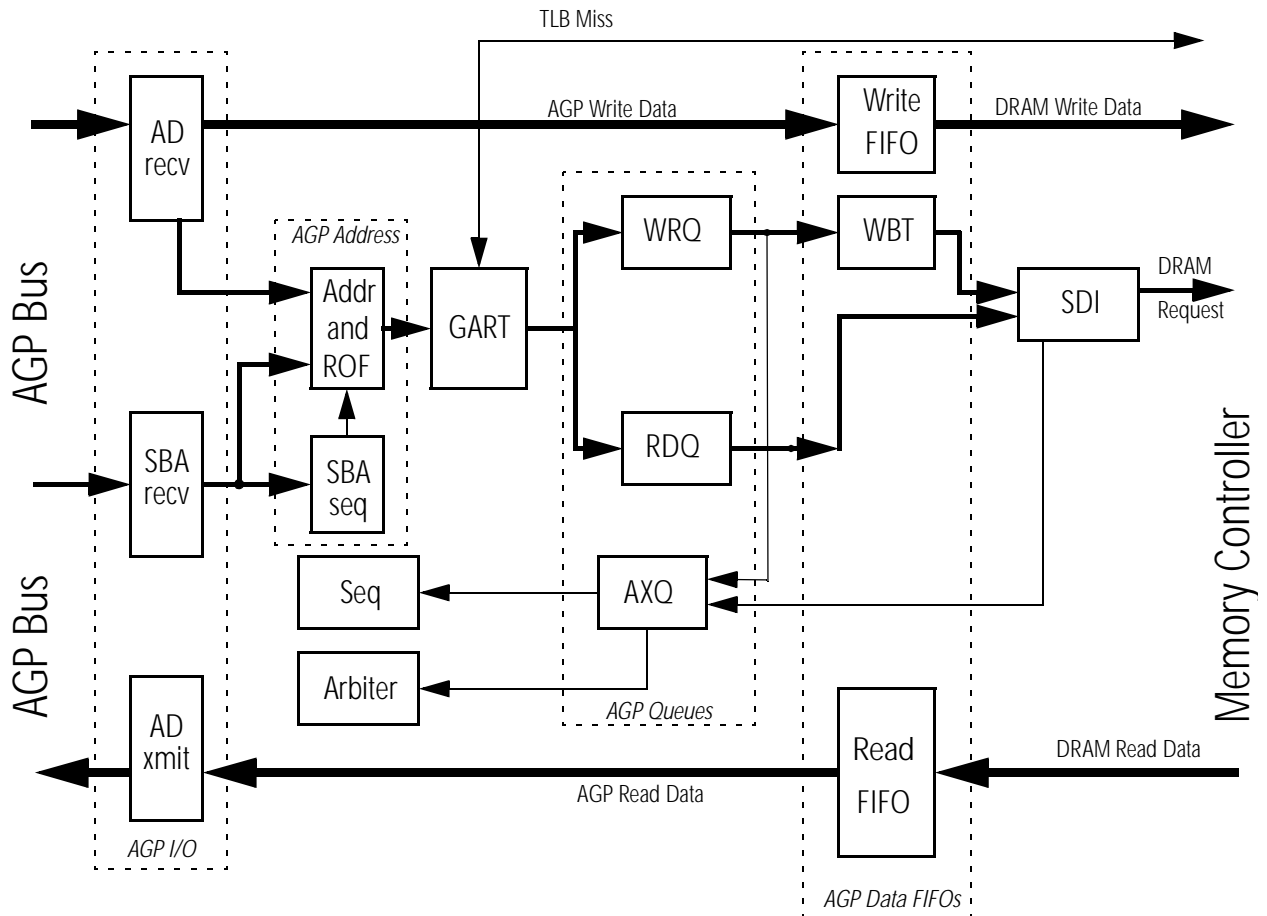 TLB Miss
AD
recv
AGP Write Data
Write
FIFO
DRAM Write Data
AGP Address
WRQ
WBT
AGP Bus
Addr
and
ROF
GART
SDI
DRAM
Request
SBA
recv
SBA
seq
RDQ
Memory Controller
AGP Bus
Seq
AXQ
Arbiter
AGP Queues
AD
xmit
AGP Read Data
Read
FIFO
DRAM Read Data
AGP I/O
AGP Data FIFOs